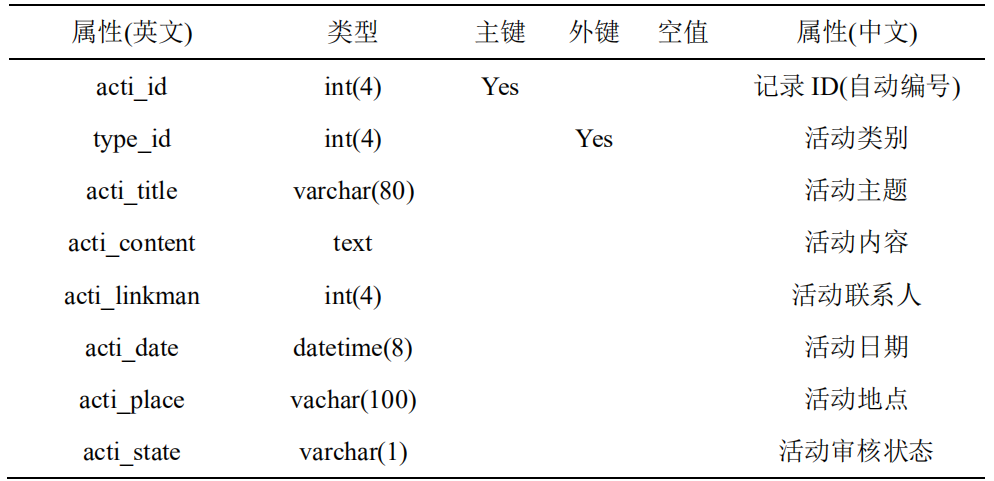 属性(英文) 类型 主键 外键 空值 属性(中文)
acti_id int(4) Yes 记录 ID(自动编号)
type_id int(4) Yes 活动类别
acti_title varchar(80) 活动主题
acti_content text 活动内容
acti_linkman int(4) 活动联系人
acti_date datetime(8) 活动日期
acti_place vachar(100) 活动地点
acti_state varchar(1) 活动审核状态